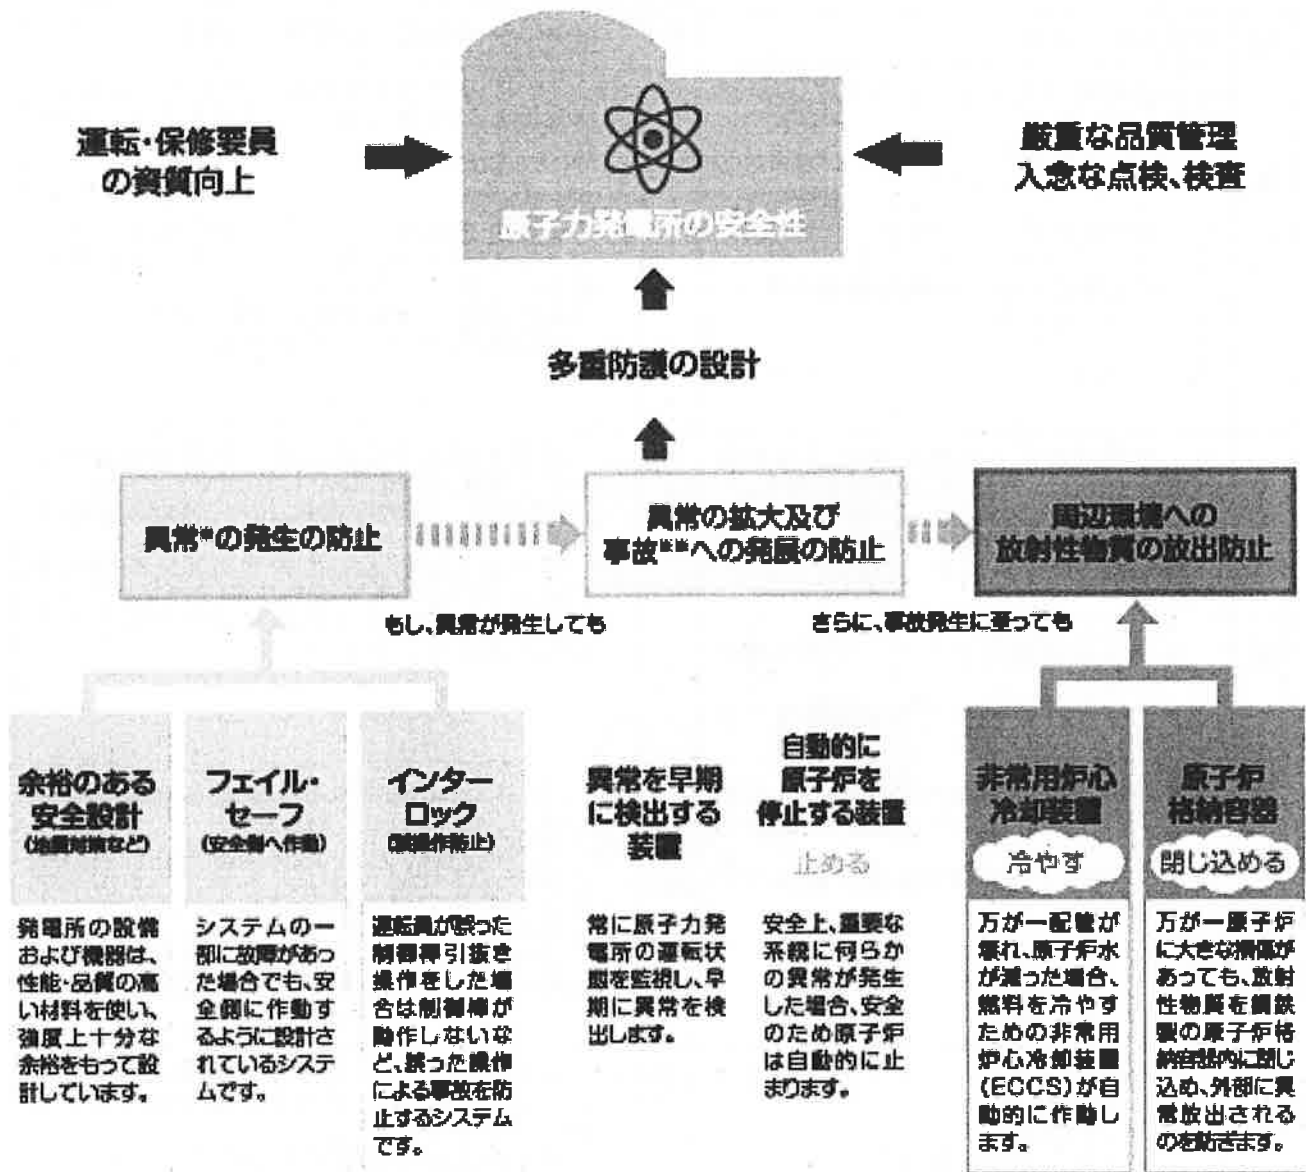 運転・保修要員
の資質向上
厳重な品質管理
入念な点検、検査
原子力発電所の安全性
多重防護の設計
異常※の発生の防止
異常の拡大及び
事故※※への発展の防止
周辺環境への
放射性物質の放出防止
もし、異常が発生しても
さらに、事故発生に至っても
余裕のある
安全設計
(地震対策など)
発電所の設備
および機器は、
性能・品質の高
い材料を使い、
強度上十分な
余裕をもって設
計しています。
フェイル・
セーフ
(安全側へ作動)
システムの一
部に故障があっ
た場合でも、安
全側に作動す
るように設計さ
れているシステ
ムです。
インター
ロック
(誤操作防止)
運転員が誤った
制御棒引抜き
操作をした場
合は制御棒が
動作しないな
ど、誤った操作
による事故を防
止するシステム
です。
異常を早期
に検出する
装置
常に原子力発
電所の運転状
態を監視し、早
期に異常を検
出します。
自動的に
原子炉を
停止する装置
止める
安全上、重要な
系統に何らか
の異常が発生
した場合、安全
のため原子炉
は自動的に止
まります。
非常用炉心
冷却装置
冷やす
万が一配管が
壊れ、原子炉水
が減った場合、
燃料を冷やす
ための非常用
炉心冷却装置
(ECCS)が自
動的に作動し
ます。
原子炉
格納容器
閉じ込める
万が一原子炉
に大きな損傷が
あっても、放射
性物質を鋼鉄
製の原子炉格
納容器内に閉じ
込め、外部に異
常放出される
のを防ぎます。